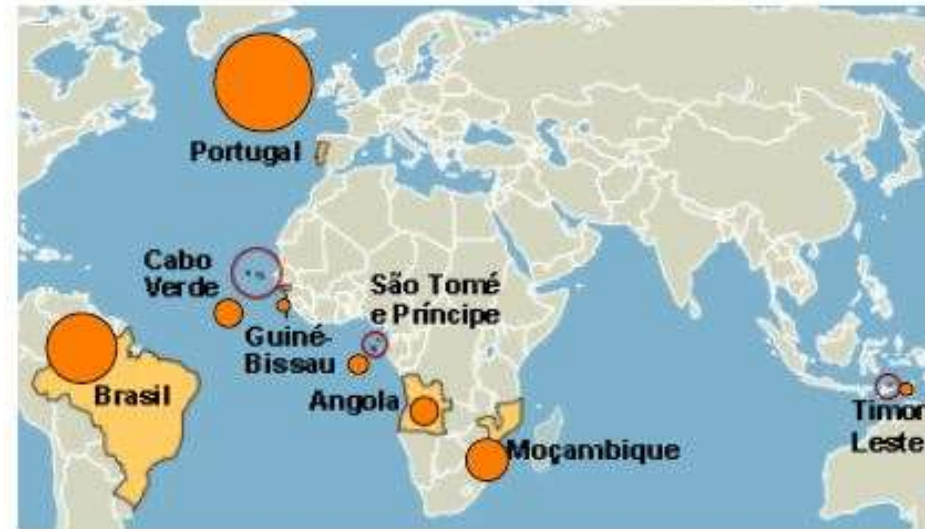 Portugal
Cabo
Verde
São Tomé
e Príncipe
Guiné-
Bissau
Brasil
Angola
Moçambique
Timor
Leste